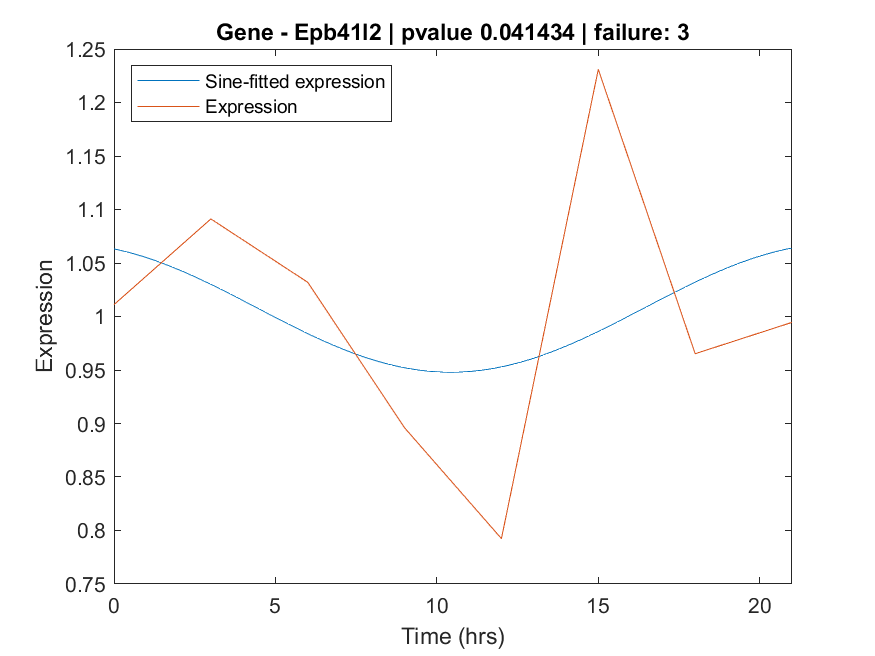 Gene - Epb41l2 | pvalue 0.041434 | failure: 3
1.25
1.2
1.15
1.1
1.05
1
0.95
0.9
0.85
0.8
0.75
Expression
Sine-fitted expression
Expression
0 5 10 15 20
Time (hrs)